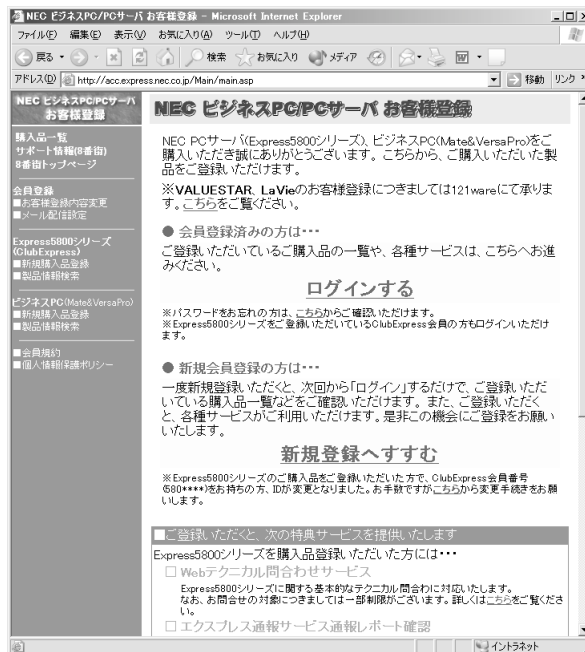 NEC ビジネスPC/PCサーバ お客様登録 - Microsoft Internet Explorer
ファイル(F) 編集(E) 表示(V) お気に入り(A) ツール(T) ヘルプ(H)
戻る 検索 お気に入り メディア
アドレス(D) http://acc.express.nec.co.jp/Main/main.asp 移動 リンク »
NEC ビジネスPC/PCサーバ
お客様登録
購入品一覧
サポート情報(8番街)
8番街トップページ
会員登録
■お客様登録内容変更
■メール配信設定
Express5800シリーズ
(ClubExpress)
■新規購入品登録
■製品情報検索
ビジネスPC(Mate&VersaPro)
■新規購入品登録
■製品情報検索
■会員規約
■個人情報保護ポリシー
NEC ビジネスPC/PCサーバ お客様登録
NEC PCサーバ(Express5800シリーズ)、ビジネスPC(Mate&VersaPro)をご
購入いただき誠にありがとうございます。こちらから、ご購入いただいた製
品をご登録いただけます。
※VALUESTAR、LaVieのお客様登録につきましては121wareにて承りま
す。こちらをご覧ください。
● 会員登録済みの方は…
ご登録いただいているご購入品の一覧や、各種サービスは、こちらへお進
みください。
ログインする
※パスワードをお忘れの方は、こちらからご確認いただけます。
※Express5800シリーズをご登録いただいているClubExpress会員の方もログインいただけ
ます。
● 新規会員登録の方は…
一度新規登録いただくと、次回から「ログイン」するだけで、ご登録いただ
いている購入品一覧などをご確認いただけます。また、ご登録いただく
と、各種サービスがご利用いただけます。是非この機会にご登録をお願い
いたします。
新規登録へすすむ
※Express5800シリーズのご購入品をご登録いただいた方で、ClubExpress会員番号
(580****)をお持ちの方、IDが変更となりました。お手数ですがこちらから変更手続きをお願
いします。
■ご登録いただくと、次の特典サービスを提供いたします
Express5800シリーズを購入品登録いただいた方には…
□ Webテクニカル問合わせサービス
Express5800シリーズに関する基本的なテクニカル問合わに対応いたします。
なお、お問合せの対象につきましては一部制限がございます。詳しくはこちらをご覧くださ
い。
□ エクスプレス通報サービス通報レポート確認
イントラネット